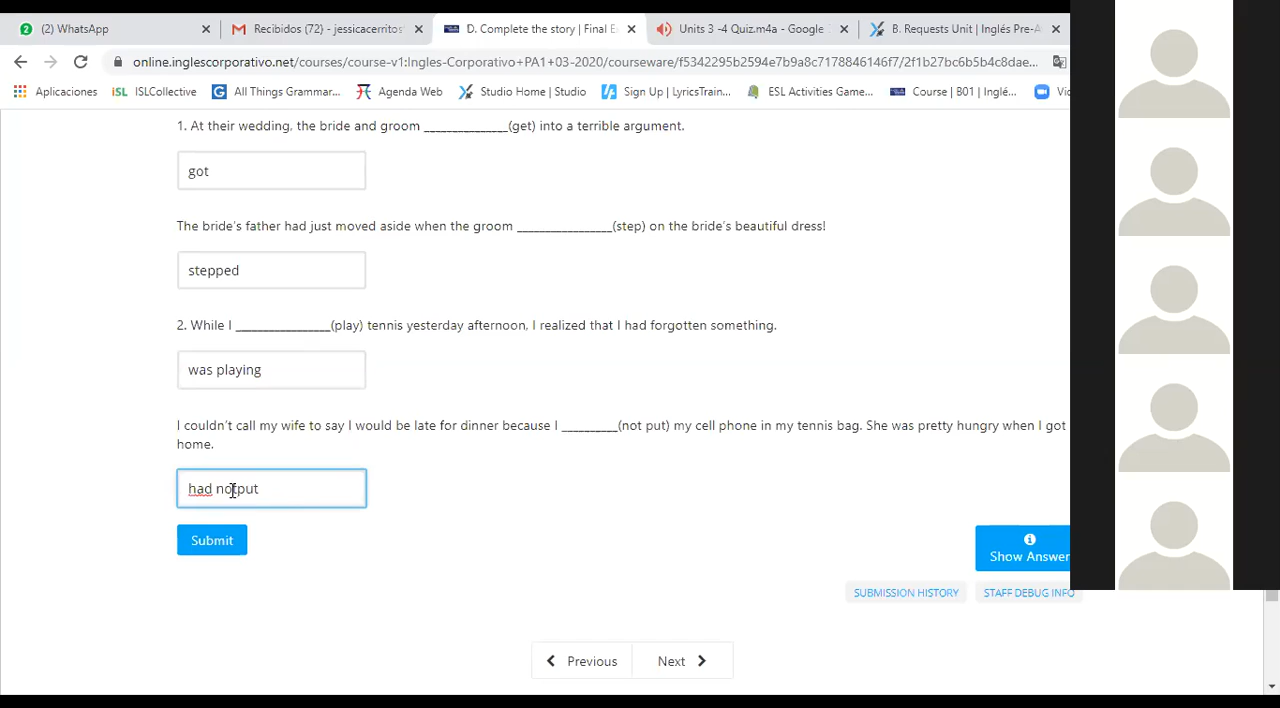 (2) WhatsApp
Recibidos (72) - jessicacerritos
D. Complete the story | Final E
Units 3 -4 Quiz.m4a - Google
B. Requests Unit | Inglés Pre-A
online.inglescorporativo.net/courses/course-v1:Ingles-Corporativo+PA1+03-2020/courseware/f5342295b2594e7b9a8c7178846146f7/2f1b27bc6b5b4c8dae...
Aplicaciones
iSL ISLCollective
All Things Grammar...
Agenda Web
Studio Home | Studio
Sign Up | LyricsTrain...
ESL Activities Game...
Course | B01 | Inglé...
1. At their wedding, the bride and groom ______________(get) into a terrible argument.
got
The bride's father had just moved aside when the groom ________________(step) on the bride's beautiful dress!
stepped
2. While I ________________(play) tennis yesterday afternoon, I realized that I had forgotten something.
was playing
I couldn't call my wife to say I would be late for dinner because I __________(not put) my cell phone in my tennis bag. She was pretty hungry when I got
home.
had notput
Submit
Show Answer
SUBMISSION HISTORY
STAFF DEBUG INFO
Previous
Next